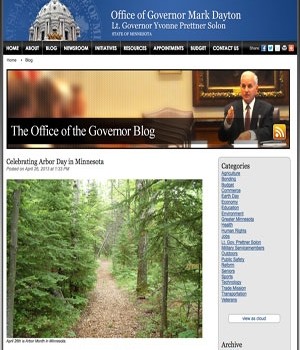 Office of Governor Mark Dayton
Lt. Governor Yvonne Prettner Solon
STATE OF MINNESOTA
HOME ABOUT BLOG NEWSROOM INITIATIVES RESOURCES APPOINTMENTS BUDGET CONTACT US
Home › Blog
The Office of the Governor Blog
Celebrating Arbor Day in Minnesota
Posted on April 26, 2013 at 1:33 PM
April 26th is Arbor Month in Minnesota.
Categories
Agriculture
Bonding
Budget
Commerce
Earth Day
Economy
Education
Environment
Greater Minnesota
Health
Human Rights
Jobs
Lt. Gov. Prettner Solon
Military Servicemembers
Outdoors
Public Safety
Reform
Seniors
Sports
Technology
Trade Mission
Transportation
Veterans
view as cloud
Archive